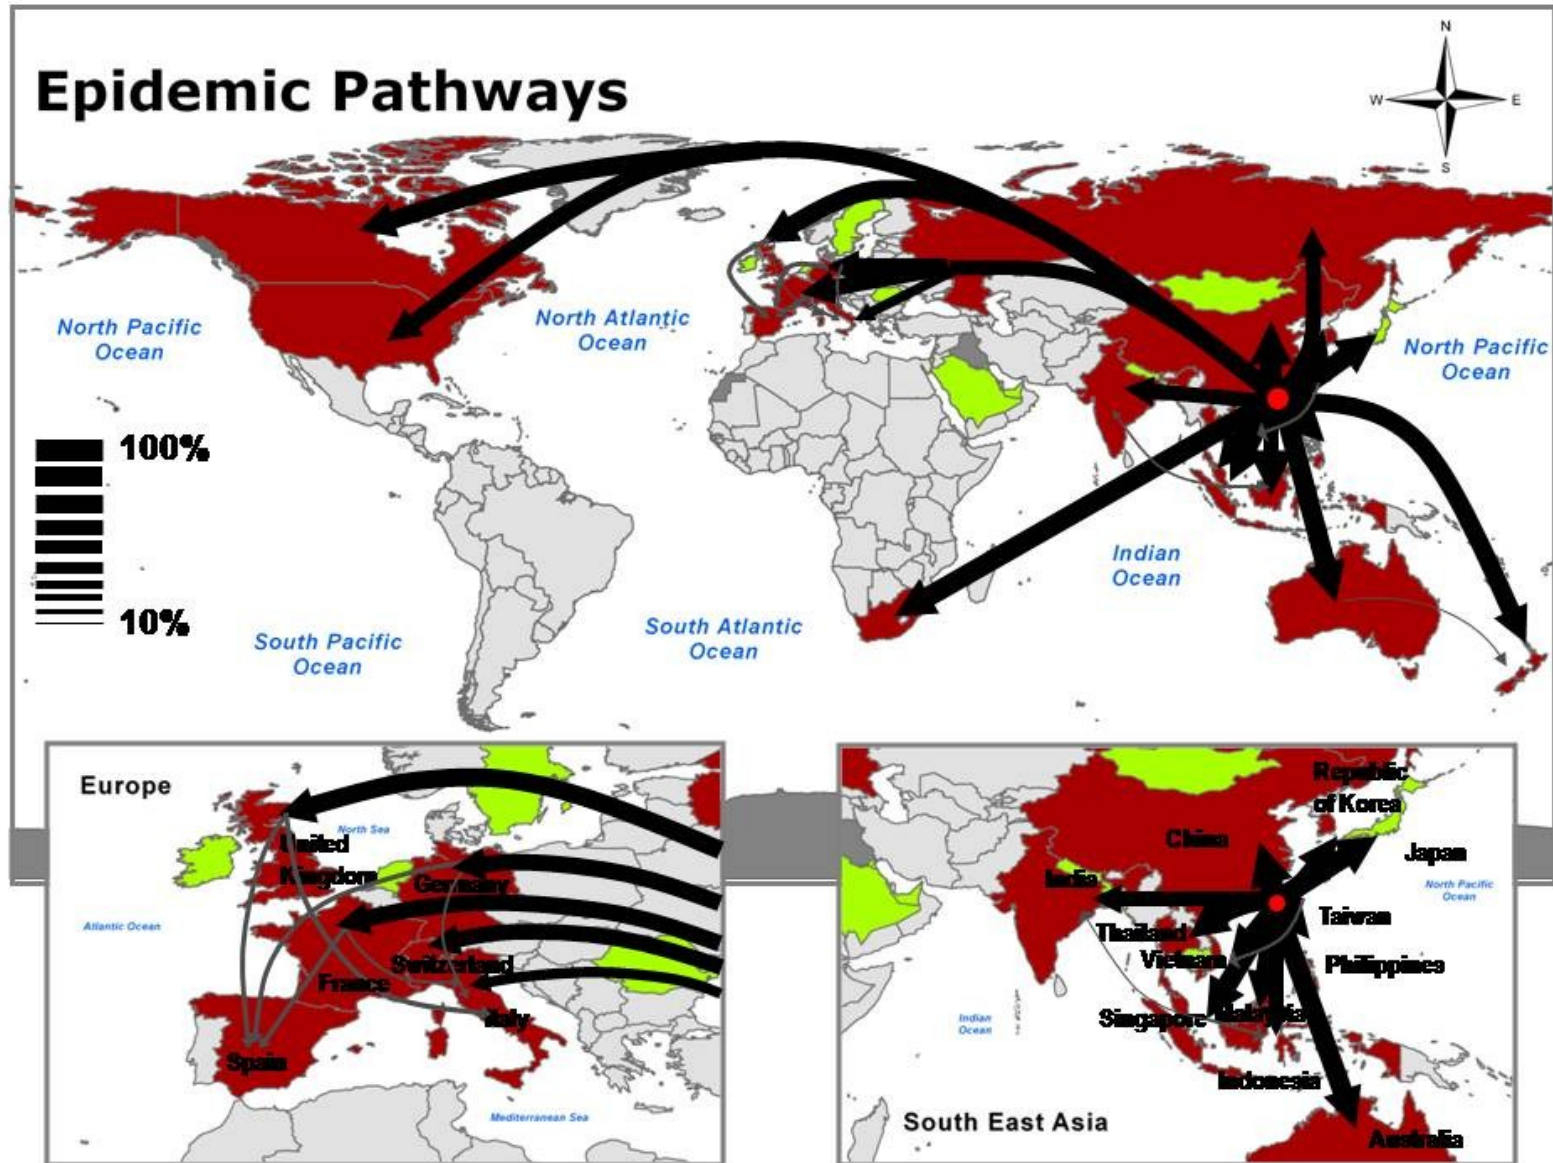 N
Epidemic Pathways
W
E
S
North Pacific
Ocean
North Atlantic
Ocean
North Pacific
Ocean
100%
10%
Indian
Ocean
South Pacific
Ocean
South Atlantic
Ocean
Europe
North Sea
United
Kingdom
Germany
Atlantic Ocean
Switzerland
France
Italy
Spain
Mediterranean Sea
Republic
of Korea
China
Japan
India
North Pacific
Ocean
Taiwan
Thailand
Vietnam
Philippines
Indian
Ocean
Singapore
Malaysia
Indonesia
South East Asia
Australia